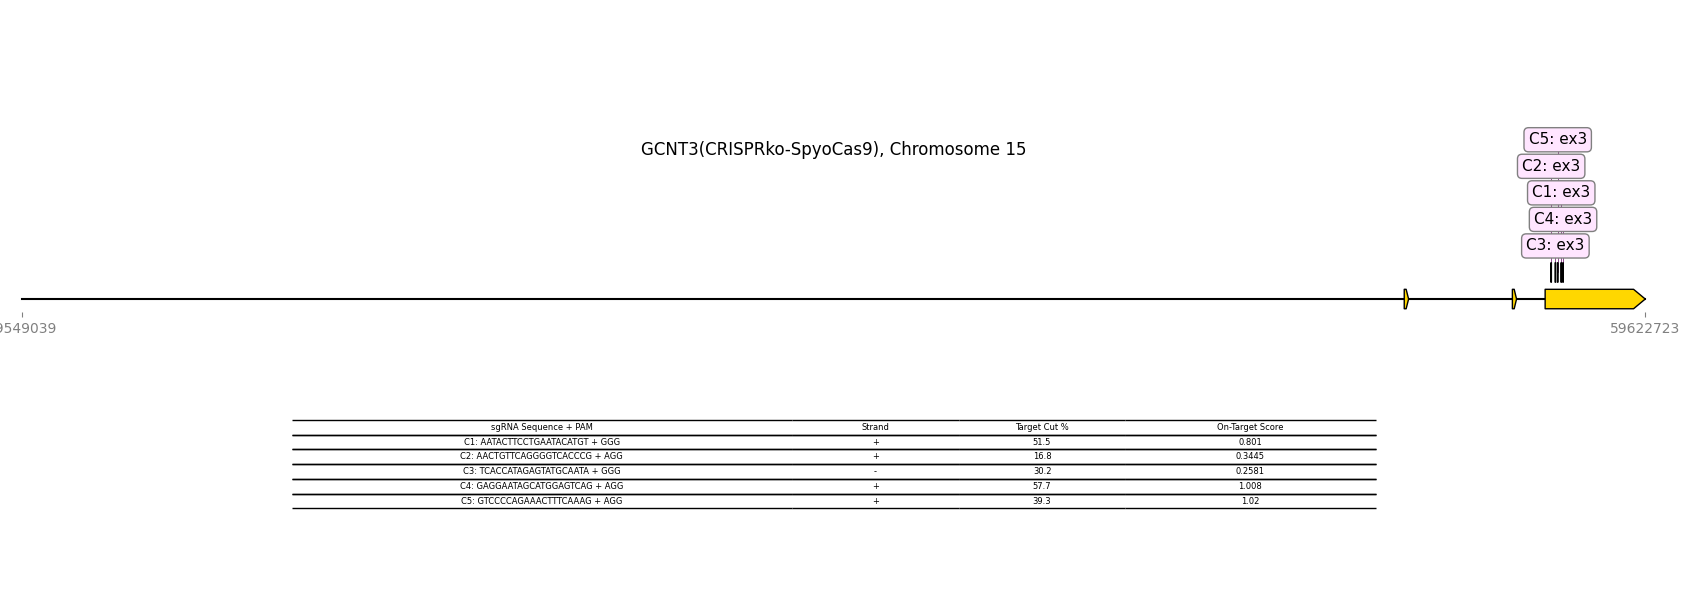 GCNT3(CRISPRko-SpyoCas9), Chromosome 15
C5: ex3
C2: ex3
C1: ex3
C4: ex3
C3: ex3
9549039 59622723
sgRNA Sequence + PAM Strand Target Cut % On-Target Score
C1: AATACTTCCTGAATACATGT + GGG + 51.5 0.801
C2: AACTGTTCAGGGGTCACCCG + AGG + 16.8 0.3445
C3: TCACCATAGAGTATGCAATA + GGG - 30.2 0.2581
C4: GAGGAATAGCATGGAGTCAG + AGG + 57.7 1.008
C5: GTCCCCAGAAACTTTCAAAG + AGG + 39.3 1.02